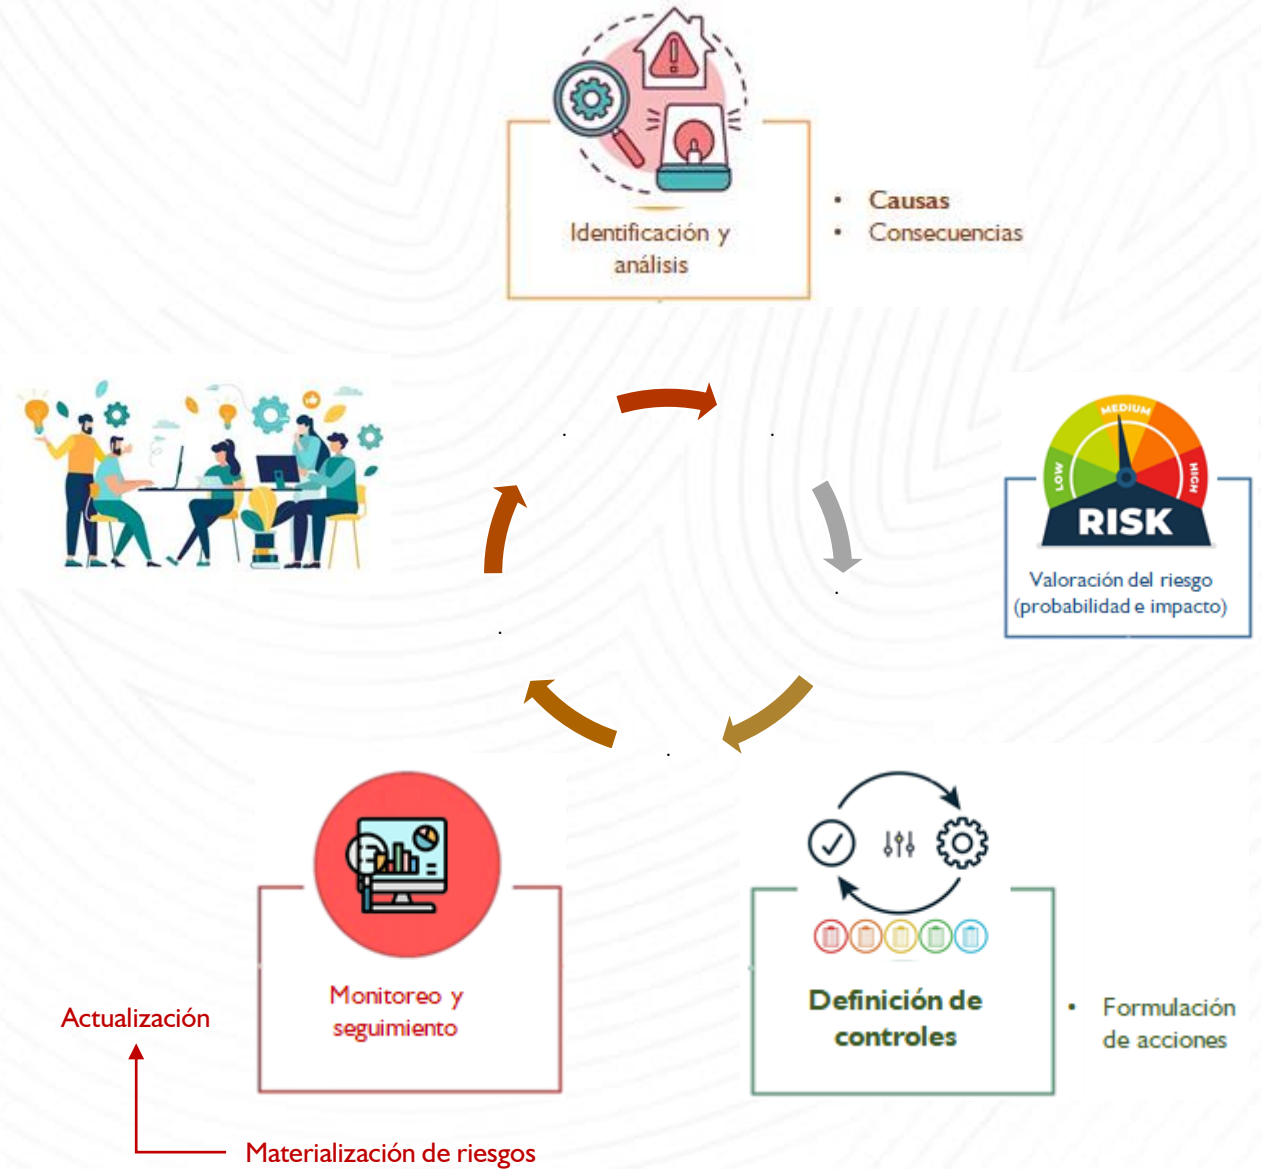 Identificación y
análisis
• Causas
• Consecuencias
LOW
MEDIUM
HIGH
RISK
Valoración del riesgo
(probabilidad e impacto)
Definición de
controles
• Formulación
de acciones
Monitoreo y
seguimiento
Actualización
Materialización de riesgos